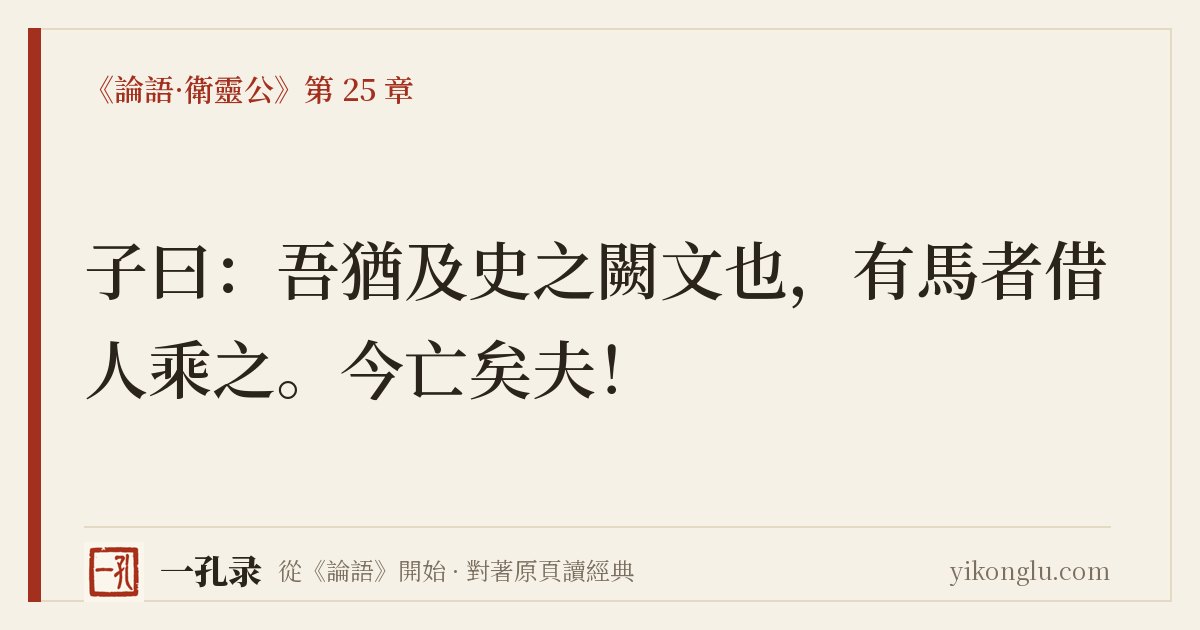 《論語·衛靈公》第 25 章
子曰：吾猶及史之闕文也，有馬者借
人乘之。今亡矣夫！
一孔
一孔录 從《論語》開始 · 對著原頁讀經典 yikonglu.com